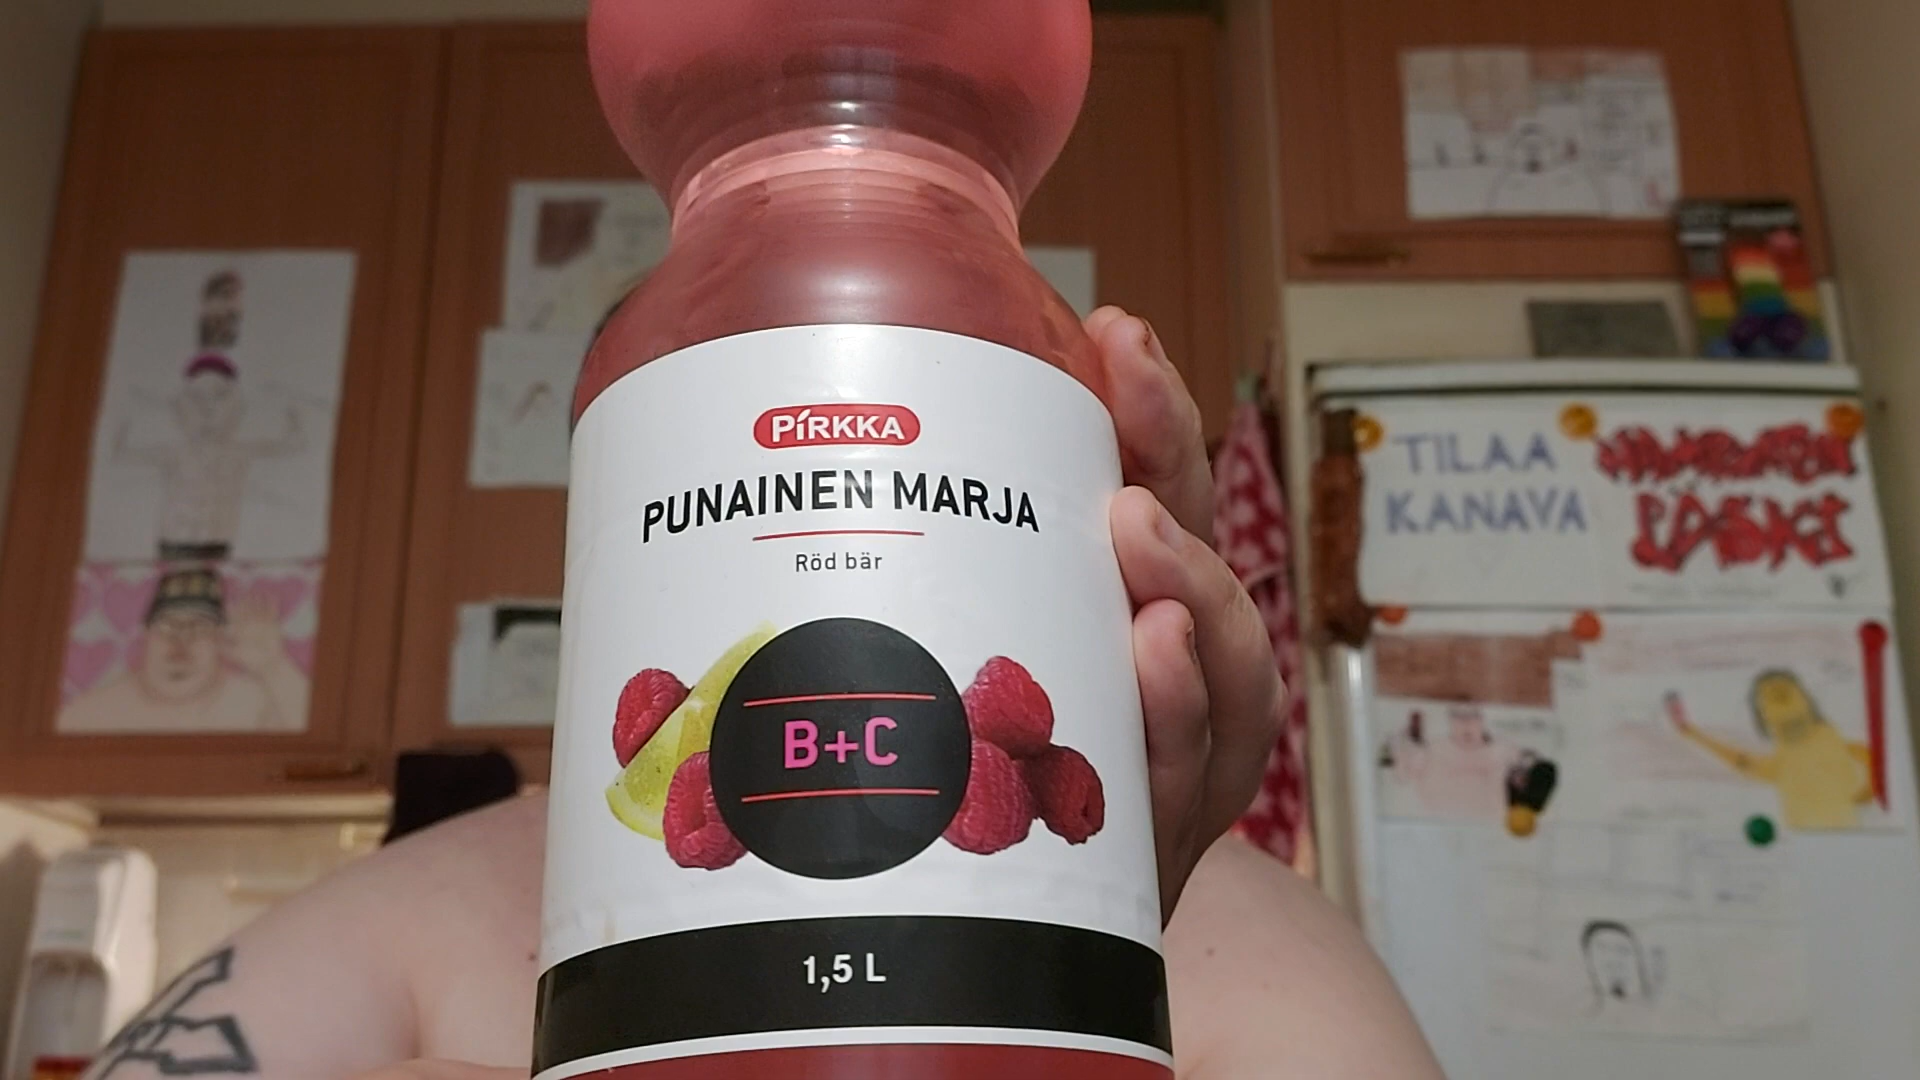 PIRKKA
PUNAINEN MARJA
Röd bär
B+C
1,5 L
TILAA
KANAVA